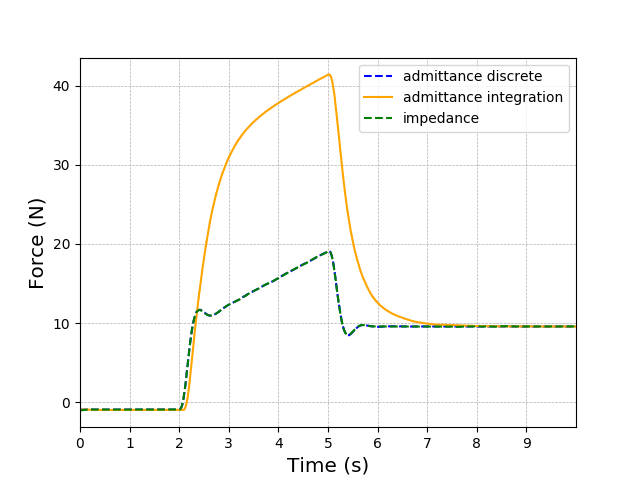 admittance discrete
admittance integration
impedance
40
30
20
10
0
Force (N)
0 1 2 3 4 5 6 7 8 9
Time (s)